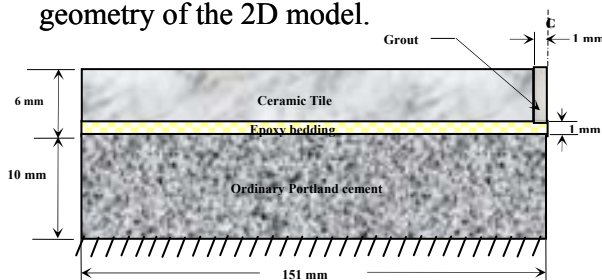 geometry of the 2D model.
C
Grout
1 mm
6 mm
Ceramic Tile
Epoxy bedding
1 mm
10 mm
Ordinary Portland cement
151 mm